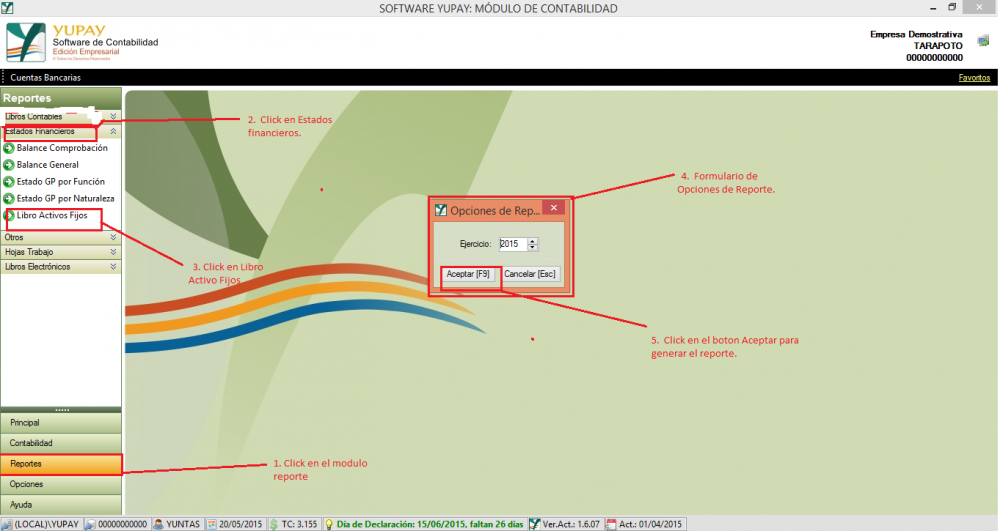 SOFTWARE YUPAY: MÓDULO DE CONTABILIDAD
YUPAY
Software de Contabilidad
Edición Empresarial
© Todos los Derechos Reservados
Empresa Demostrativa
TARAPOTO
00000000000
Cuentas Bancarias
Favoritos
Reportes
Libros Contables
Estados Financieros
Balance Comprobación
Balance General
Estado GP por Función
Estado GP por Naturaleza
Libro Activos Fijos
Otros
Hojas Trabajo
Libros Electrónicos
2. Click en Estados
financieros.
3. Click en Libro
Activo Fijos
4. Formulario de
Opciones de Reporte.
Opciones de Rep...
Ejercicio: 2015
Aceptar [F9] Cancelar [Esc]
5. Click en el boton Aceptar para
generar el reporte.
1. Click en el modulo
reporte
Principal
Contabilidad
Reportes
Opciones
Ayuda
(LOCAL)\YUPAY 00000000000 YUNTAS 20/05/2015 TC: 3.155 Día de Declaración: 15/06/2015, faltan 26 días Ver.Act.: 1.6.07 Act.: 01/04/2015